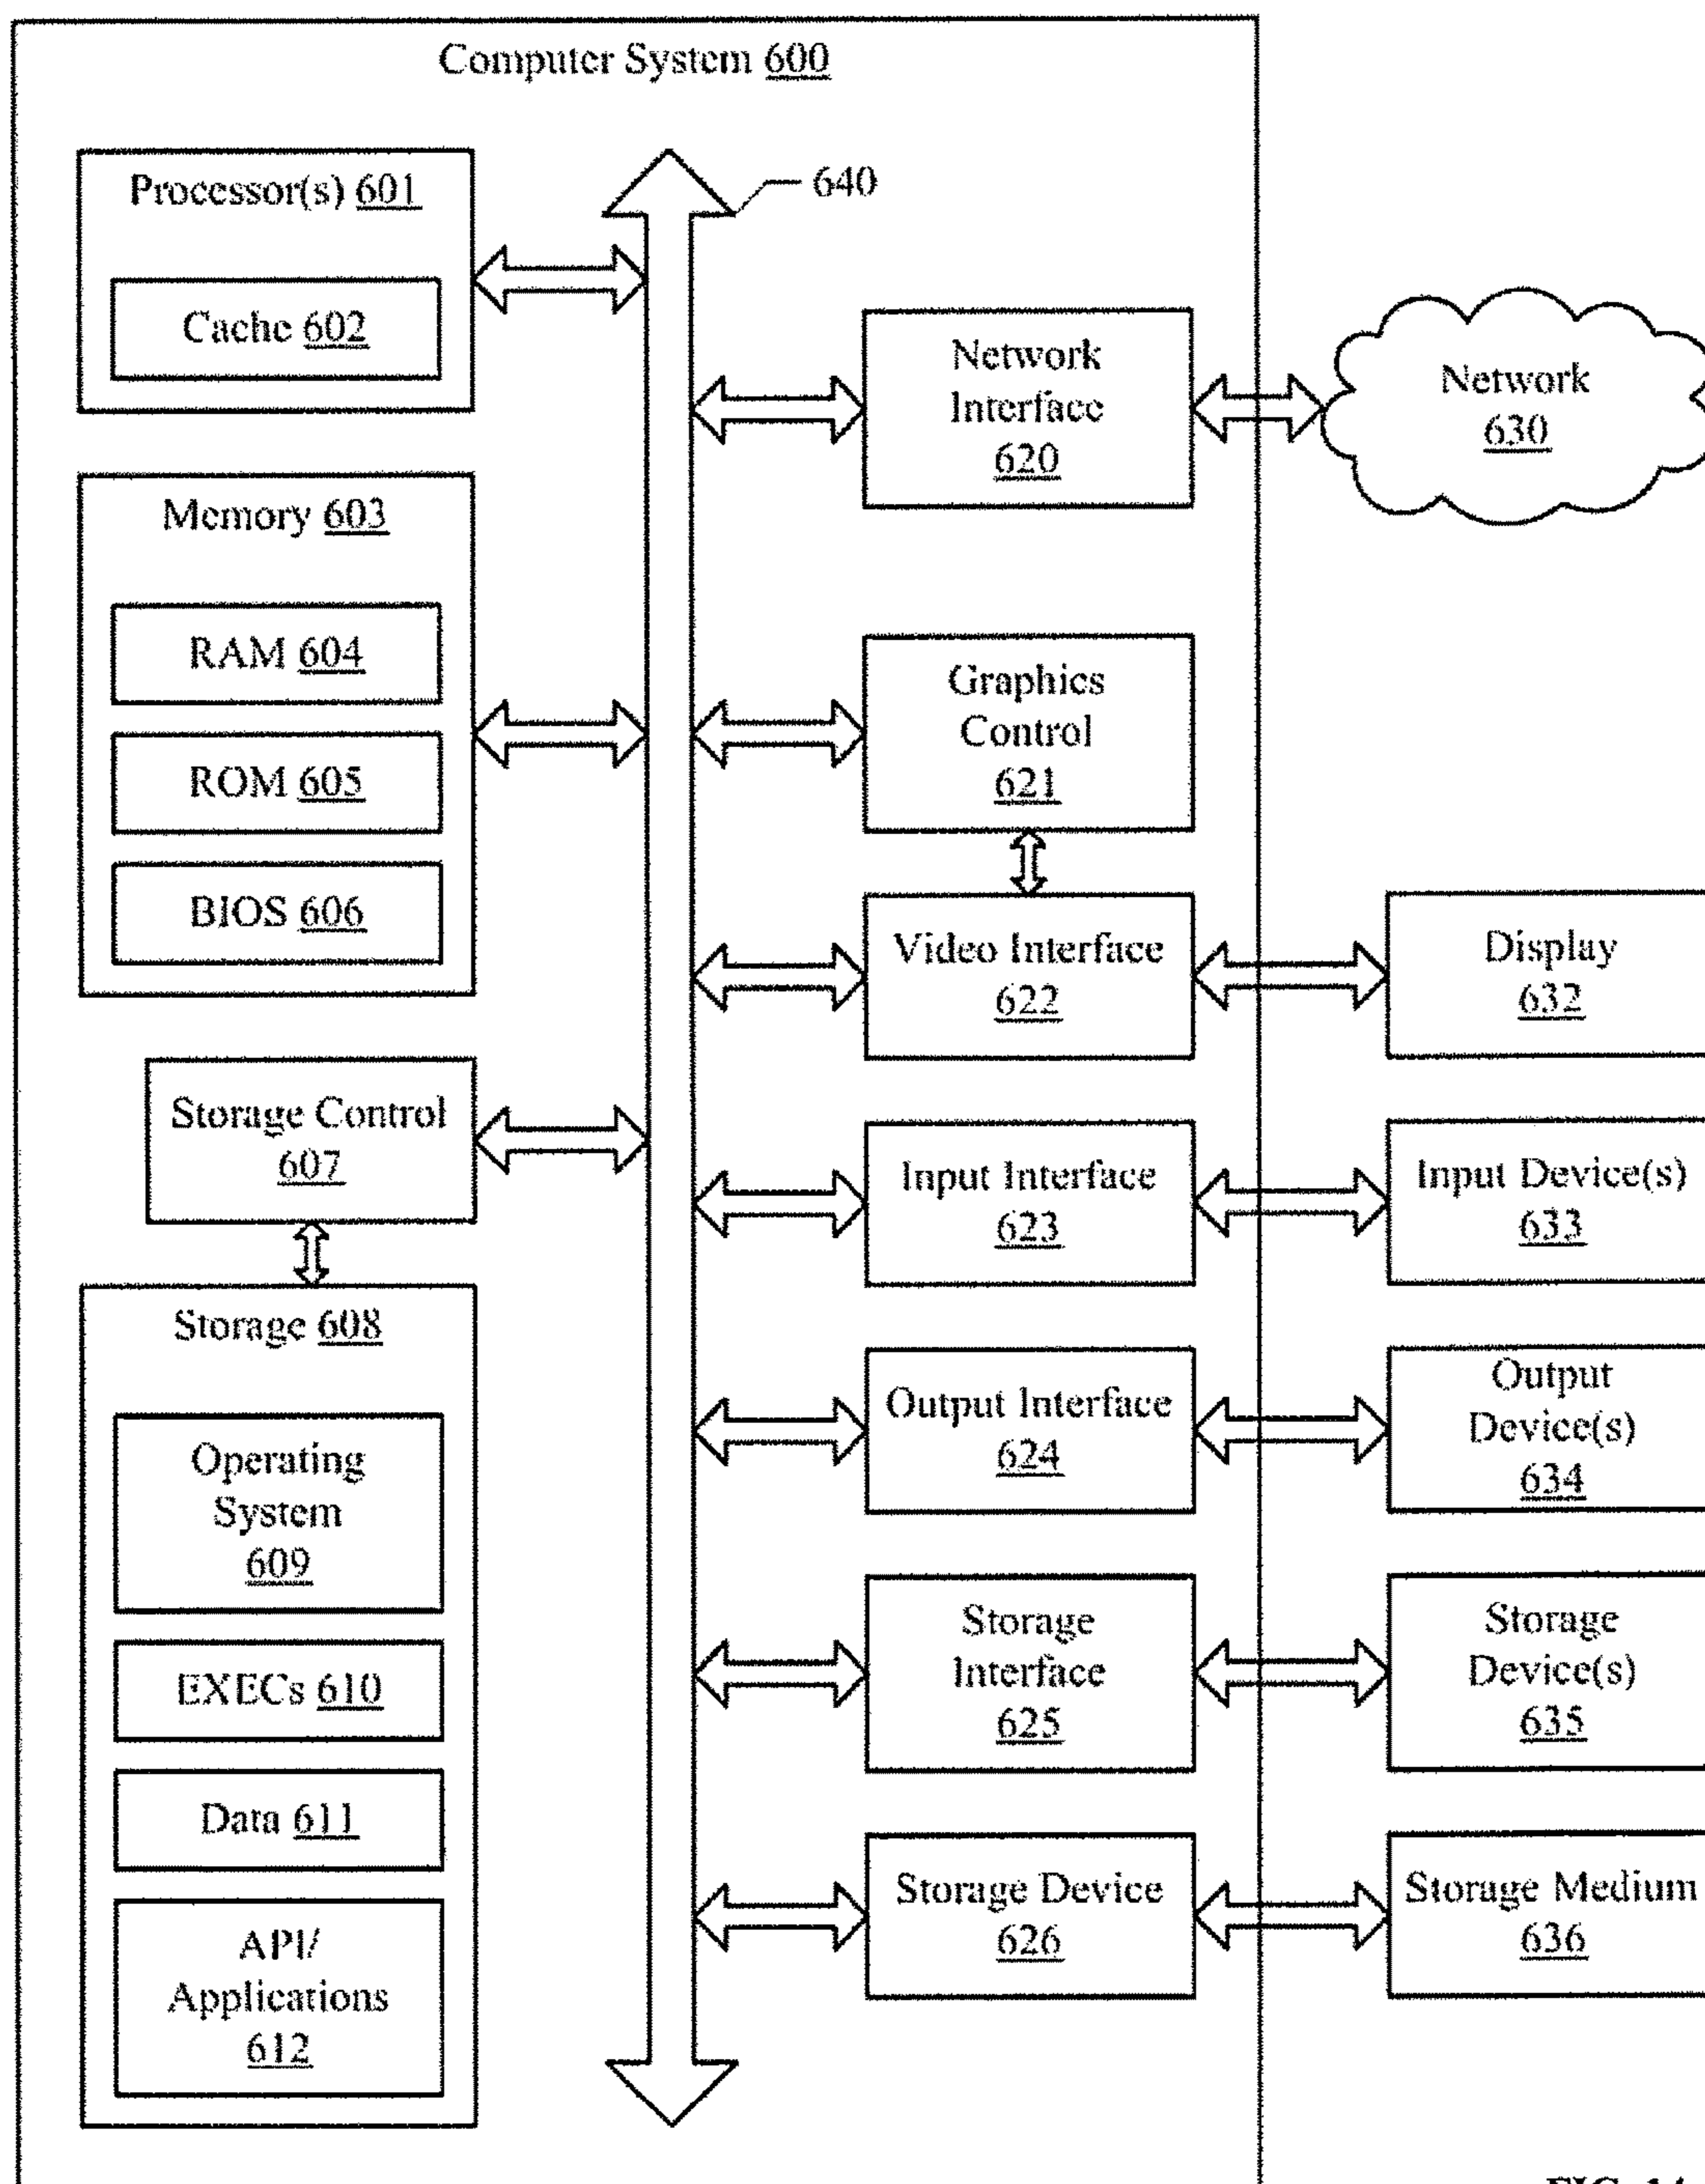 Computer System 600
Processor(s) 601
Cache 602
640
Memory 603
RAM 604
ROM 605
BIOS 606
Storage Control
607
Storage 608
Operating
System
609
EXECs 610
Data 611
API/
Applications
612
Network
Interface
620
Graphics
Control
621
Video Interface
622
Input Interface
623
Output Interface
624
Storage
Interface
625
Storage Device
626
Network
630
Display
632
Input Device(s)
633
Output
Device(s)
634
Storage
Device(s)
635
Storage Medium
636